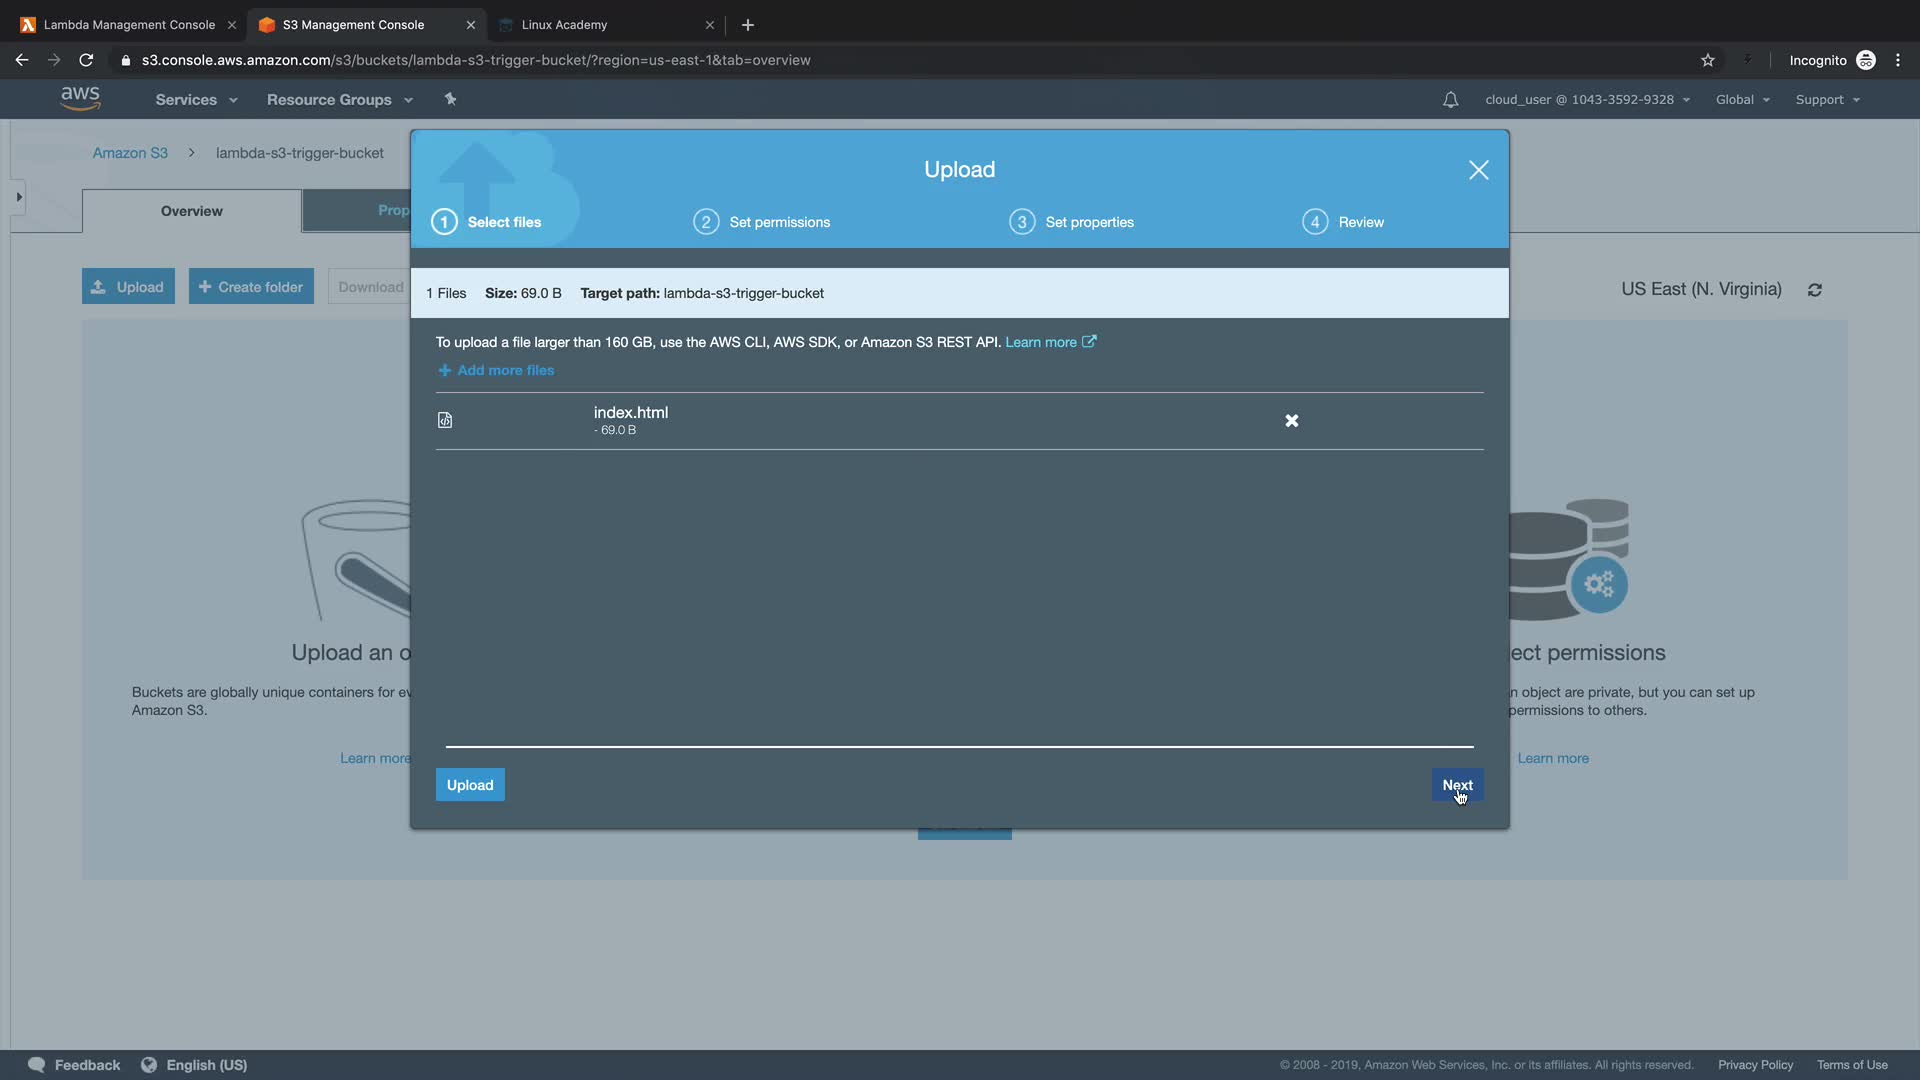 Lambda Management Console
S3 Management Console
Linux Academy
s3.console.aws.amazon.com/s3/buckets/lambda-s3-trigger-bucket/?region=us-east-1&tab=overview
Incognito
aws
Services
Resource Groups
cloud_user @ 1043-3592-9328
Global
Support
Amazon S3
lambda-s3-trigger-bucket
Overview
Prop
Upload
Create folder
Download
US East (N. Virginia)
Upload
1 Select files
2 Set permissions
3 Set properties
4 Review
1 Files Size: 69.0 B Target path: lambda-s3-trigger-bucket
To upload a file larger than 160 GB, use the AWS CLI, AWS SDK, or Amazon S3 REST API. Learn more
Add more files
index.html
- 69.0 B
Upload
Next
Upload an o
Buckets are globally unique containers for ev
Amazon S3.
Learn more
ect permissions
n object are private, but you can set up
permissions to others.
Learn more
Feedback
English (US)
© 2008 - 2019, Amazon Web Services, Inc. or its affiliates. All rights reserved.
Privacy Policy
Terms of Use